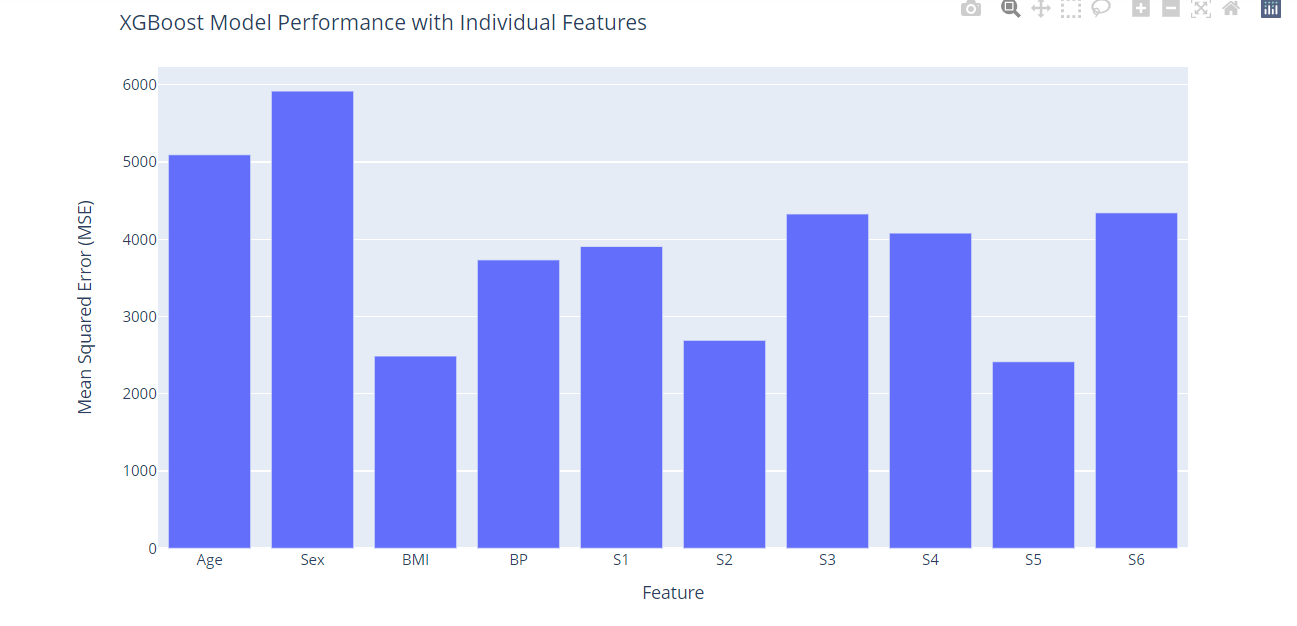 XGBoost Model Performance with Individual Features
6000
5000
4000
3000
2000
1000
0
Mean Squared Error (MSE)
Age Sex BMI BP S1 S2 S3 S4 S5 S6
Feature